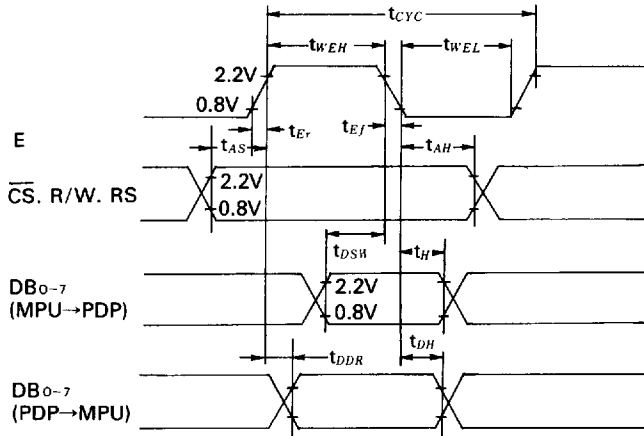 tCYC
tWEH
tWEL
2.2V
0.8V
tEr
tEf
E
tAS
tAH
C̅S̅. R/W. RS
2.2V
0.8V
tDSW
tH
DB0-7
(MPU→PDP)
2.2V
0.8V
tDDR
tDH
DB0-7
(PDP→MPU)